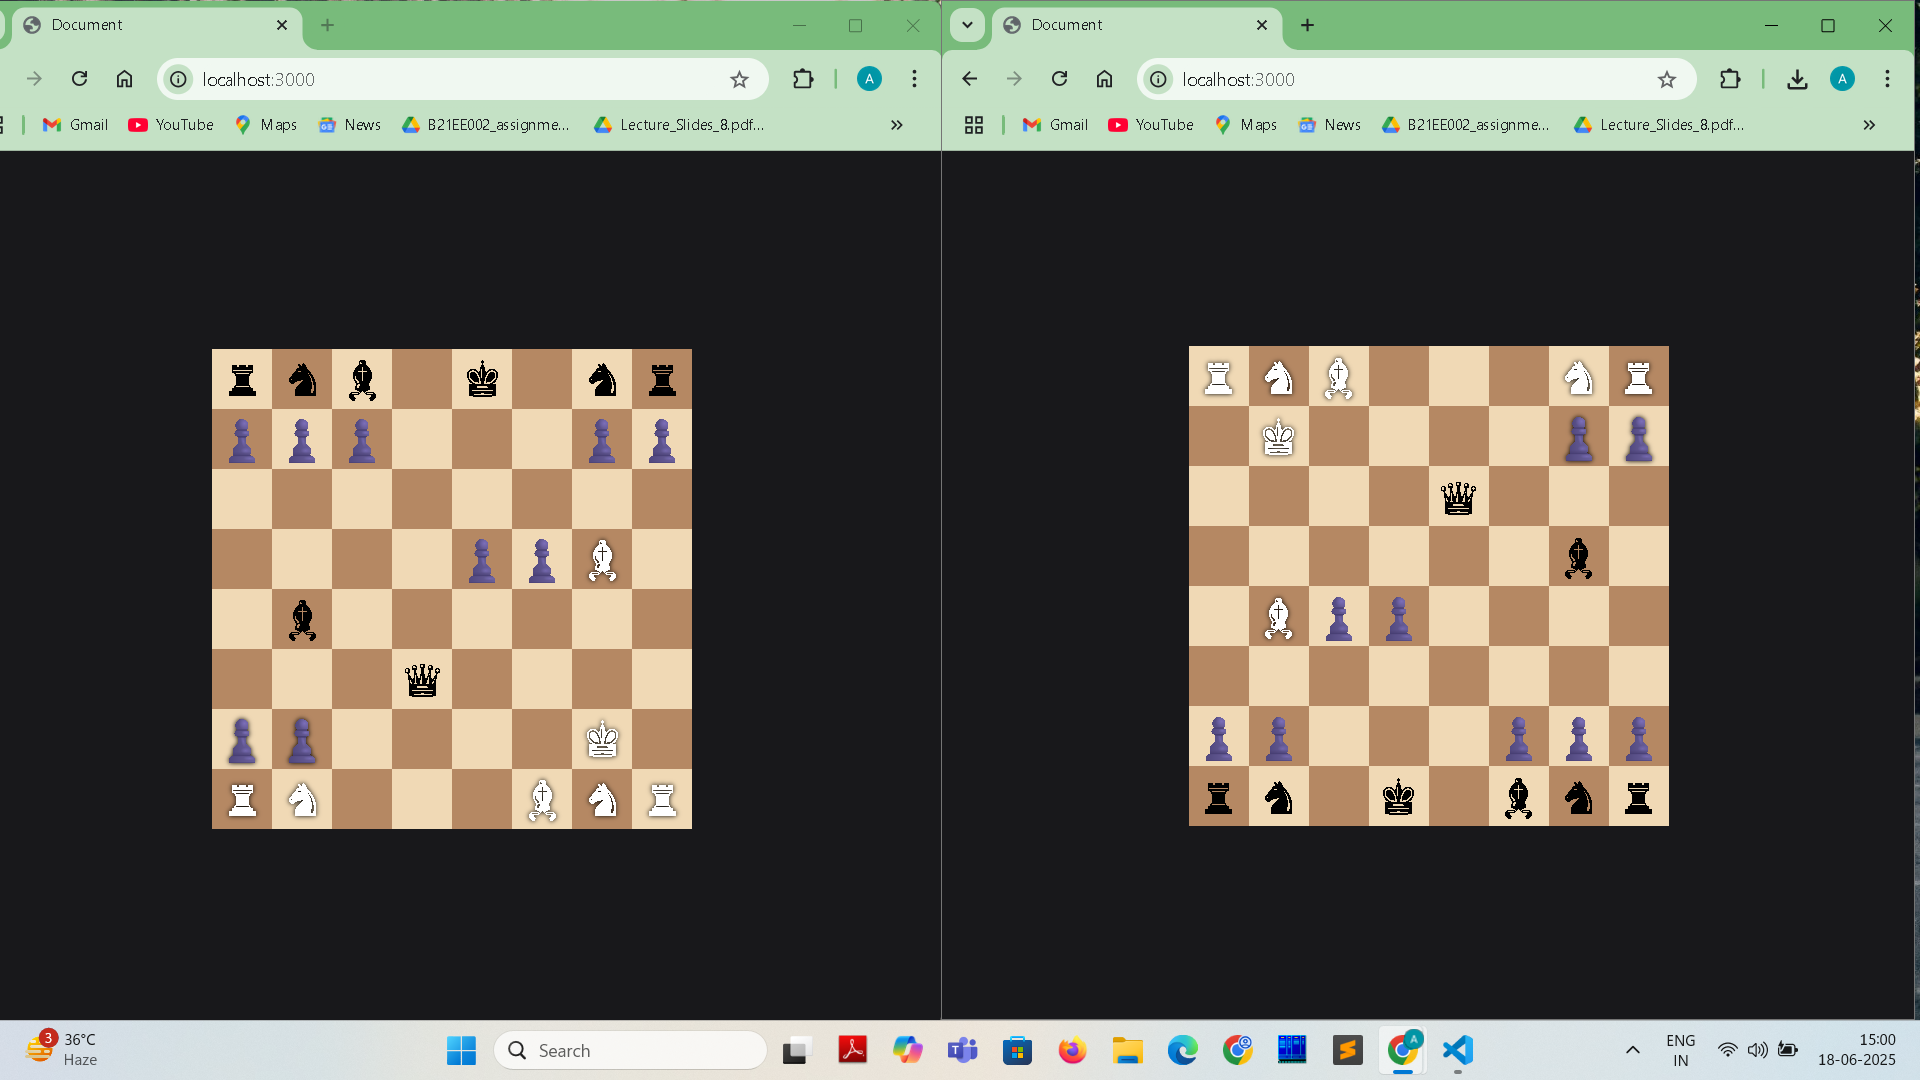 Document
localhost:3000
A
Gmail
YouTube
Maps
News
B21EE002_assignme...
Lecture_Slides_8.pdf...
»
Document
localhost:3000
A
Gmail
YouTube
Maps
News
B21EE002_assignme...
Lecture_Slides_8.pdf...
»
3
36°C
Haze
Search
A
ENG
IN
15:00
18-06-2025